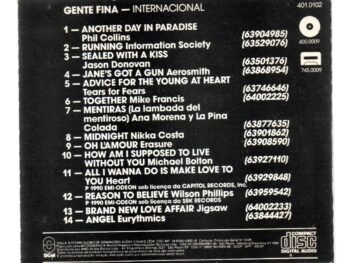 GENTE FINA — INTERNACIONAL
401.0102
1 — ANOTHER DAY IN PARADISE
Phil Collins (63904985)
2 — RUNNING Information Society (63529076)
3 — SEALED WITH A KISS
Jason Donovan (63501376)
4 — JANE'S GOT A GUN Aerosmith (63868954)
5 — ADVICE FOR THE YOUNG AT HEART
Tears for Fears (63746646)
6 — TOGETHER Mike Francis (64002225)
7 — MENTIRAS (La lambada del
mentiroso) Ana Morena y La Pina
Colada (63877635)
8 — MIDNIGHT Nikka Costa (63901862)
9 — OH L'AMOUR Erasure (63908590)
10 — HOW AM I SUPPOSED TO LIVE
WITHOUT YOU Michael Bolton (63927110)
11 — ALL I WANNA DO IS MAKE LOVE TO
YOU Heart (63929848)
P 1990 EMI-ODEON sob licença da CAPITOL RECORDS, INC.
12 — REASON TO BELIEVE Wilson Phillips (63959542)
P 1990 EMI-ODEON sob licença da SBK RECORDS
13 — BRAND NEW LOVE AFFAIR Jigsaw (64002233)
14 — ANGEL Eurythmics (63844427)
405.0009
745.0009
COMPACT
disc
DIGITAL AUDIO